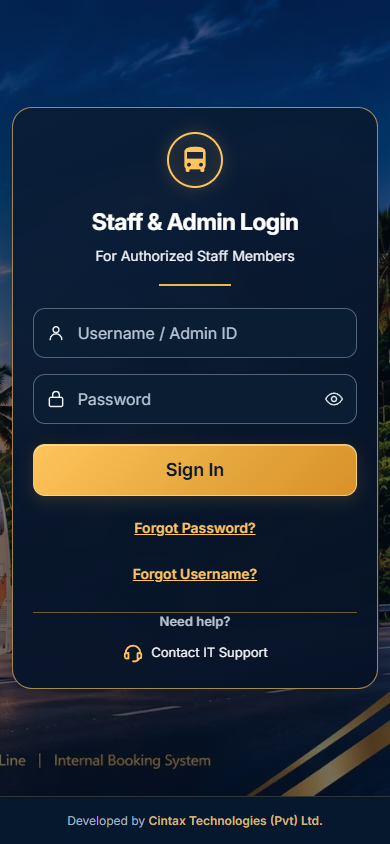 Staff & Admin Login
For Authorized Staff Members
Username / Admin ID
Password
Sign In
Forgot Password?
Forgot Username?
Need help?
Contact IT Support
Line | Internal Booking System
Developed by Cintax Technologies (Pvt) Ltd.